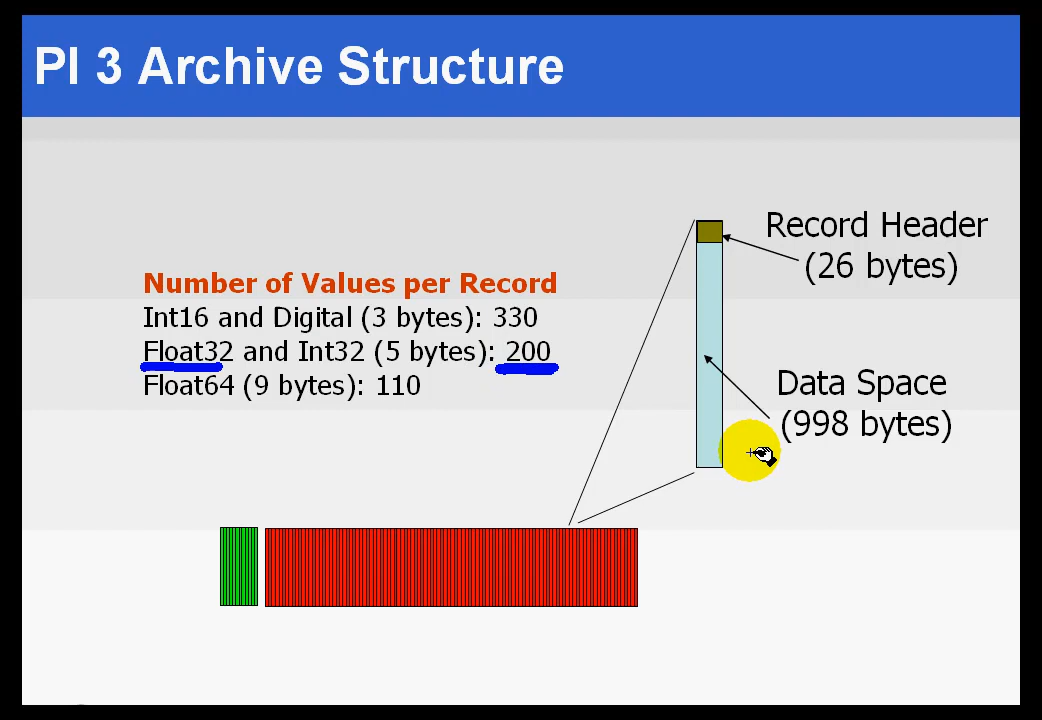 PI 3 Archive Structure
Record Header
(26 bytes)
Number of Values per Record
Int16 and Digital (3 bytes): 330
Float32 and Int32 (5 bytes): 200
Float64 (9 bytes): 110
Data Space
(998 bytes)